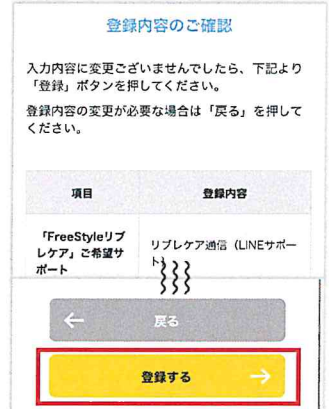 登録内容のご確認
入力内容に変更ございませんでしたら、下記より
「登録」ボタンを押してください。
登録内容の変更が必要な場合は「戻る」を押して
ください。
項目 登録内容
「FreeStyleリブ
レケア」ご希望サ
ポート
リブレケア通信（LINEサポー
ト）
← 戻る
登録する →